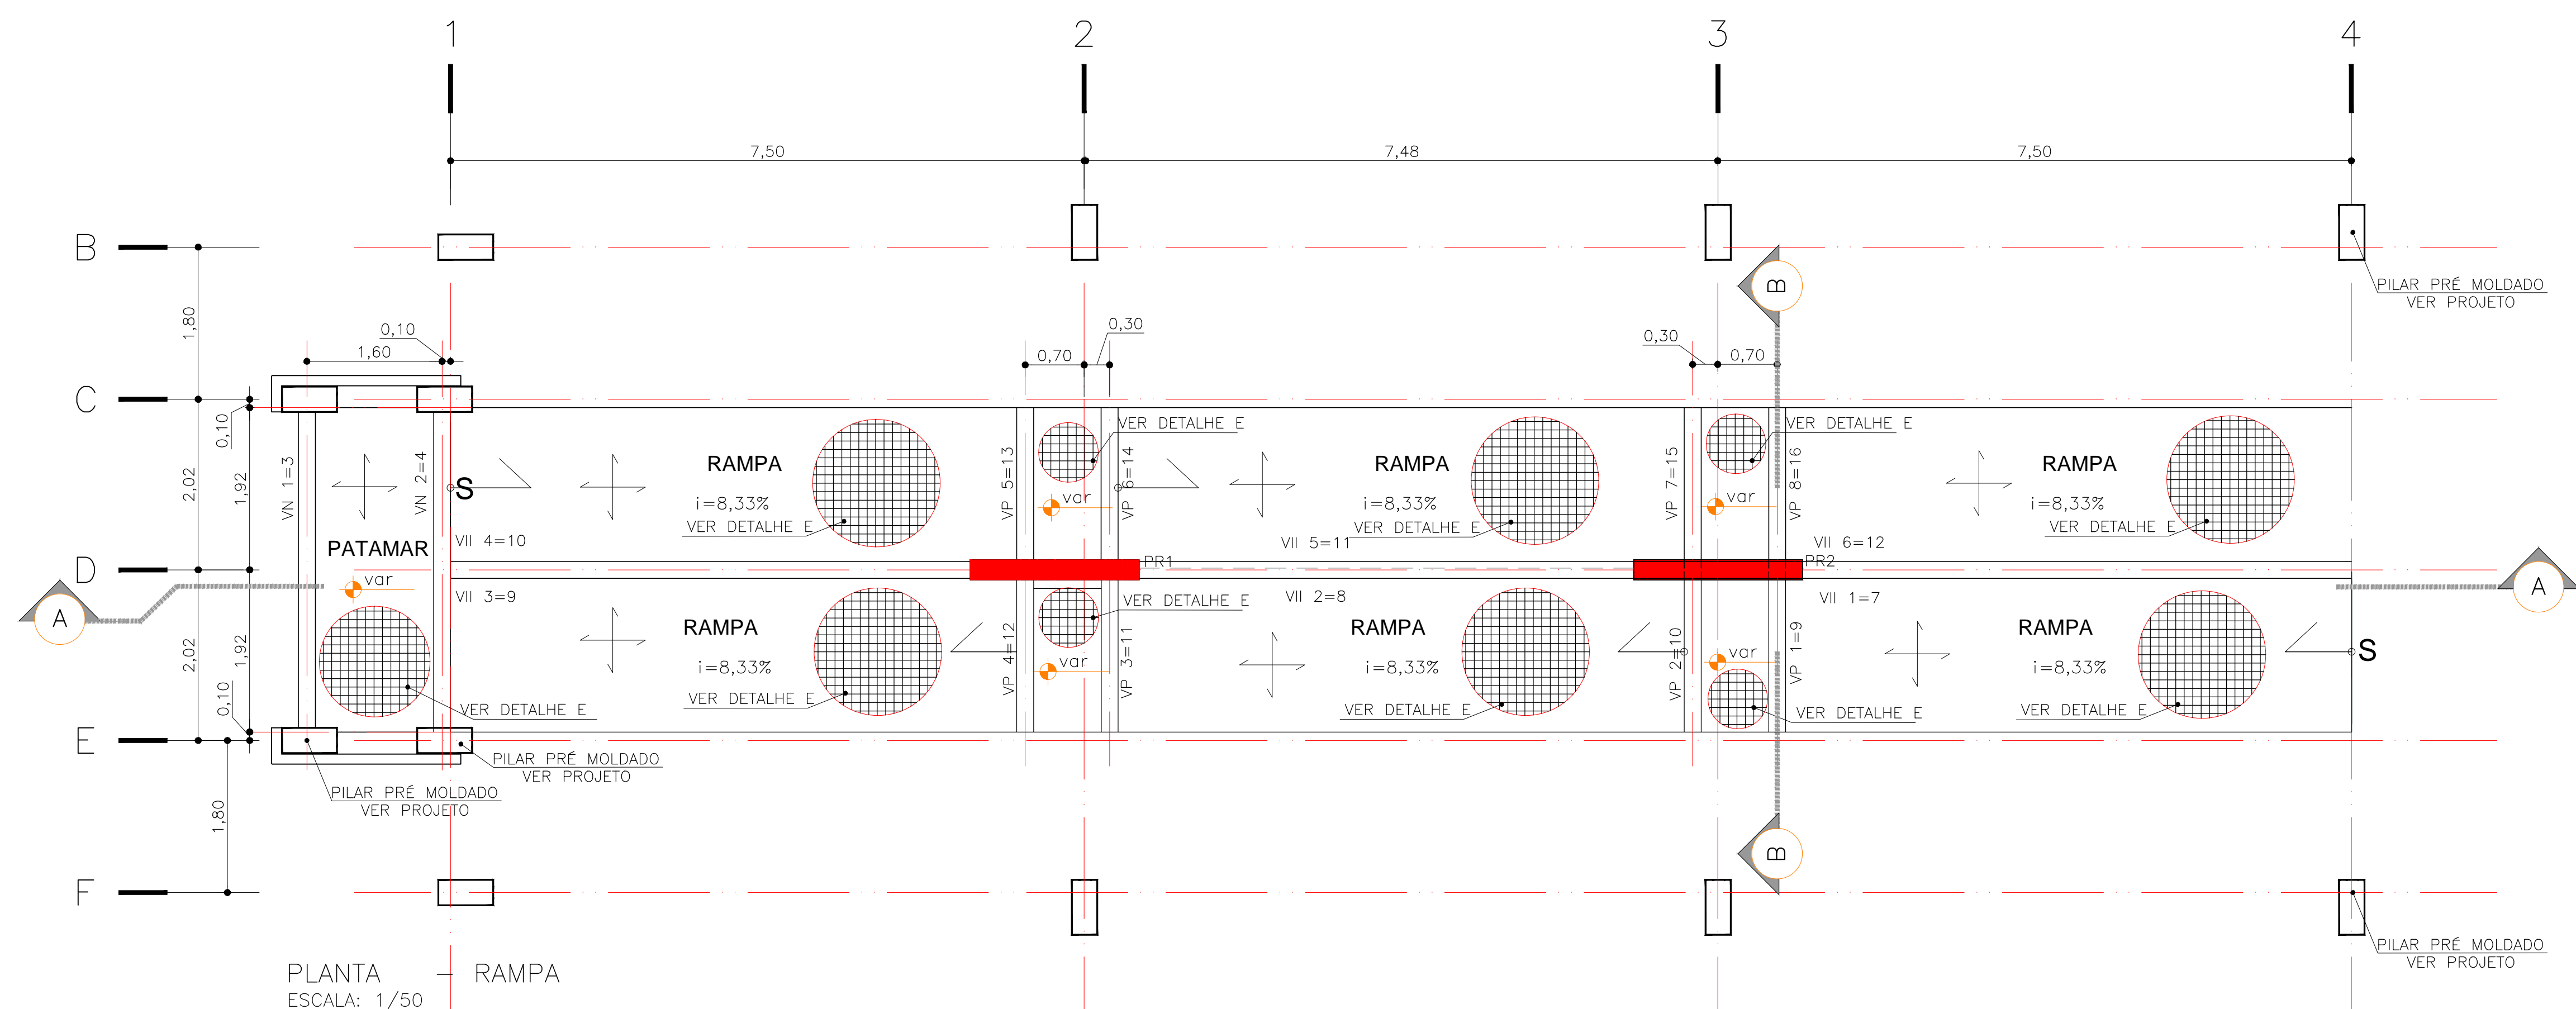 1
2
3
4
7,50
7,48
7,50
B
C
D
E
F
1,80
2,02
2,02
1,80
0,10
1,92
1,92
0,10
1,60
0,10
0,70
0,30
0,30
0,70
B
PILAR PRÉ MOLDADO
VER PROJETO
VN 1=3
VN 2=4
S
RAMPA
i=8,33%
VER DETALHE E
VII 4=10
VP 5=13
VER DETALHE E
var
VP 6=14
RAMPA
i=8,33%
VER DETALHE E
VII 5=11
VP 7=15
VER DETALHE E
var
VP 8=16
RAMPA
i=8,33%
VER DETALHE E
VII 6=12
PATAMAR
var
VER DETALHE E
PR1
PR2
A
A
VII 3=9
RAMPA
i=8,33%
VER DETALHE E
VP 4=12
VER DETALHE E
var
VP 3=11
VII 2=8
RAMPA
i=8,33%
VER DETALHE E
VP 2=10
var
VER DETALHE E
VP 1=9
VII 1=7
RAMPA
i=8,33%
VER DETALHE E
S
PILAR PRÉ MOLDADO
VER PROJETO
PILAR PRÉ MOLDADO
VER PROJETO
B
PILAR PRÉ MOLDADO
VER PROJETO
PLANTA - RAMPA
ESCALA: 1/50